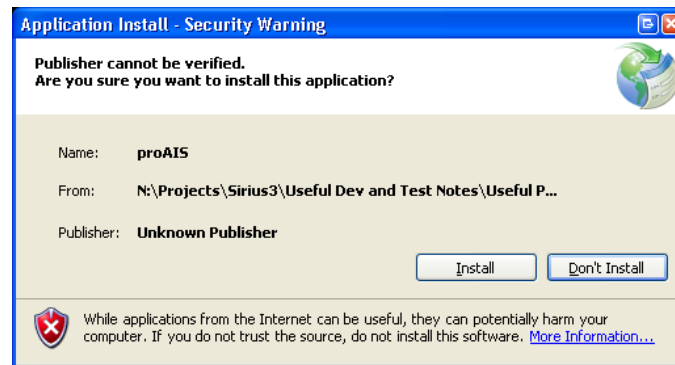 Application Install - Security Warning
Publisher cannot be verified.
Are you sure you want to install this application?
Name: proAIS
From: N:\Projects\Sirius3\Useful Dev and Test Notes\Useful P...
Publisher: Unknown Publisher
Install Don't Install
While applications from the Internet can be useful, they can potentially harm your
computer. If you do not trust the source, do not install this software. More Information...